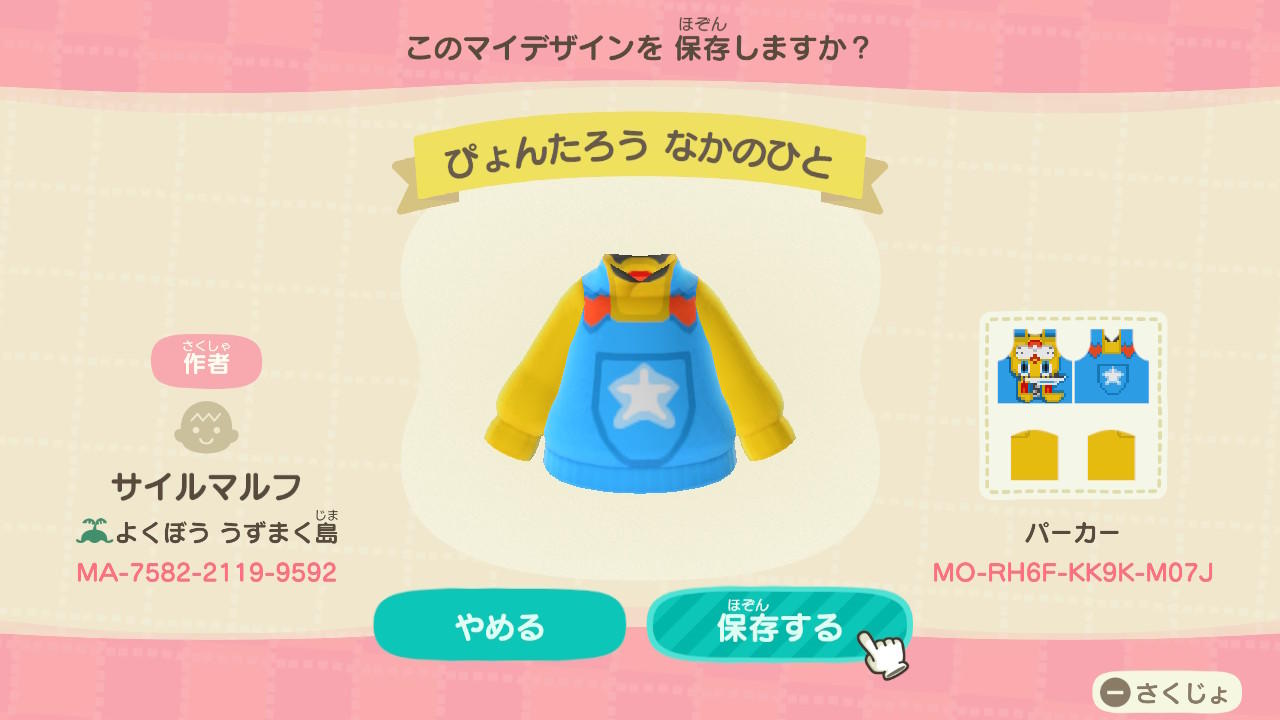 ほぞん
このマイデザインを 保存しますか？
ぴょんたろう なかのひと
さくしゃ
作者
サイルマルフ
じま
よくぼう うずまく島
MA-7582-2119-9592
パーカー
MO-RH6F-KK9K-M07J
やめる
ほぞん
保存する
さくじょ